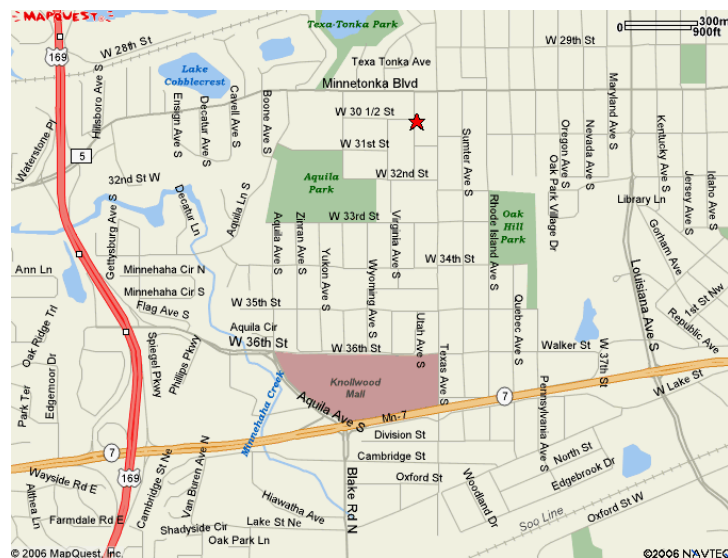 MAPQUEST
Texa-Tonka Park
300m
900ft
169
W 28th St
W 29th St
Texa Tonka Ave
Lake
Cobblecrest
Minnetonka Blvd
Hillsboro Ave S
Ensign Ave S
Decatur Ave S
Cavell Ave S
Boone Ave S
W 30 1/2 St
Maryland Ave S
Waterstone Pl
5
W 31st St
Sumter Ave S
Oregon Ave S
Nevada Ave S
Kentucky Ave S
Jersey Ave S
Idaho Ave S
32nd St W
Decatur Ln
Aquila Ln S
Aquila
Park
W 32nd St
Oak Park Village Dr
Library Ln
Gettysburg Ave S
W 33rd St
Rhode Island Ave S
Oak
Hill
Park
Aquila Ave S
Zinran Ave S
Yukon Ave S
Virginia Ave S
Wyoming Ave S
W 34th St
Gorham Ave
Ann Ln
Minnehaha Cir N
Minnehaha Cir S
Flag Ave S
W 35th St
Louisiana Ave S
1st St Nw
Republic Ave
Oak Ridge Trl
Aquila Cir
W 36th St
W 36th St
Utah Ave S
Texas Ave S
Quebec Ave S
Walker St
W 37th St
Park Ter
Edgemoor Dr
Spiegel Pkwy
Phillips Pkwy
Knollwood
Mall
W Lake St
Minnehaha Creek
Aquila Ave S
Mn-7
7
Pennsylvania Ave S
7
Division St
Cambridge St
North St
Edgebrook Dr
Wayside Rd E
169
Cambridge St Ne
Van Buren Ave N
Blake Rd N
Oxford St
Woodland Dr
Althea Ln
Farmdale Rd E
Hiawatha Ave
Soo Line
Oxford St W
Shadyside Cir
Lake St Ne
Oak Park Ln
© 2006 MapQuest, Inc.
©2006 NAVTEQ